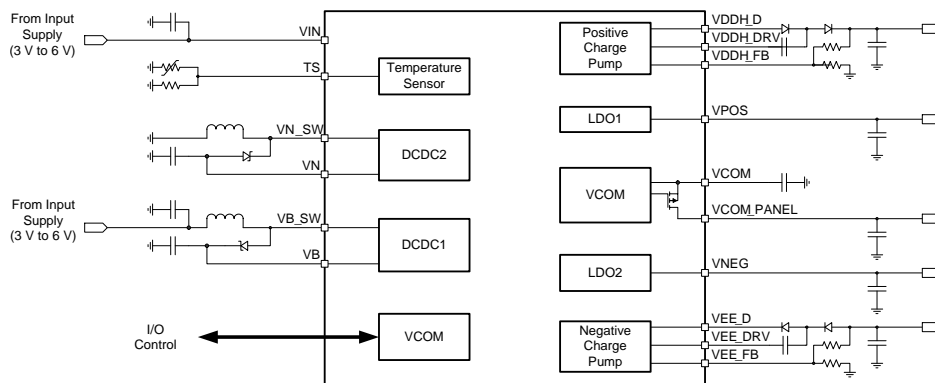 From Input
Supply
(3 V to 6 V)
VIN
TS
Temperature
Sensor
VN_SW
DCDC2
VN
From Input
Supply
(3 V to 6 V)
VB_SW
DCDC1
VB
I/O
Control
VCOM
Positive
Charge
Pump
VDDH_D
VDDH_DRV
VDDH_FB
LDO1
VPOS
VCOM
VCOM
VCOM_PANEL
LDO2
VNEG
Negative
Charge
Pump
VEE_D
VEE_DRV
VEE_FB